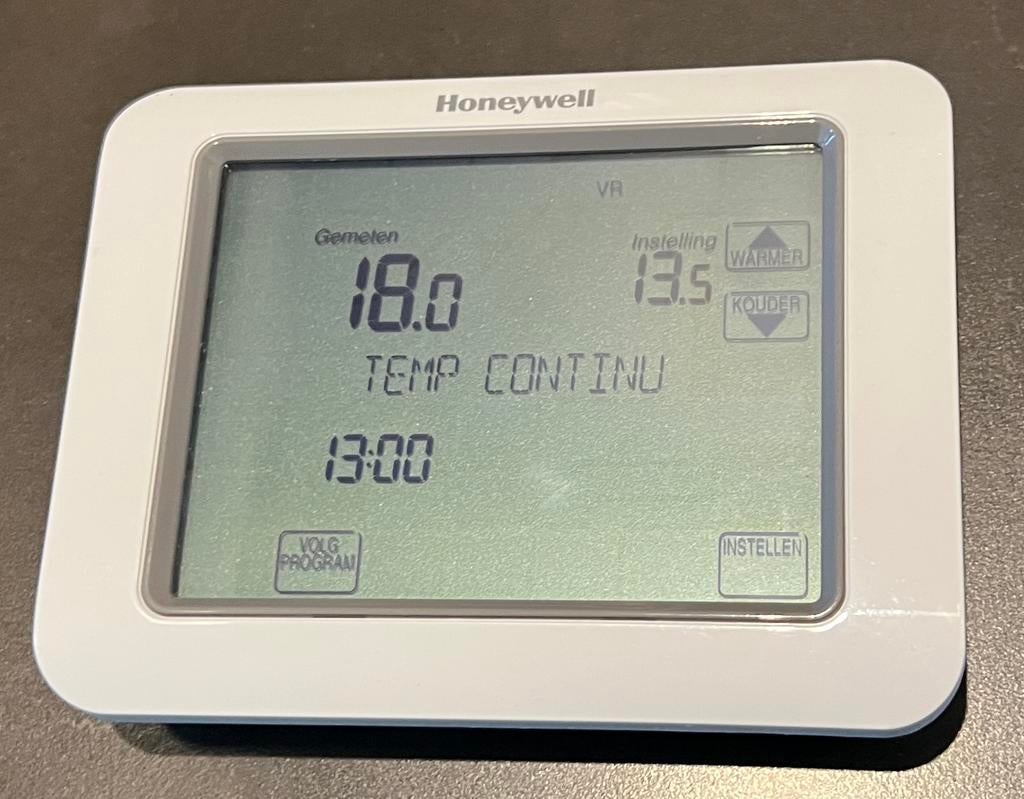 Honeywell
VR
Gemeten
Instelling
WARMER
18.0
13.5
KOUDER
TEMP CONTINU
13:00
VOLG
PROGRAM
INSTELLEN